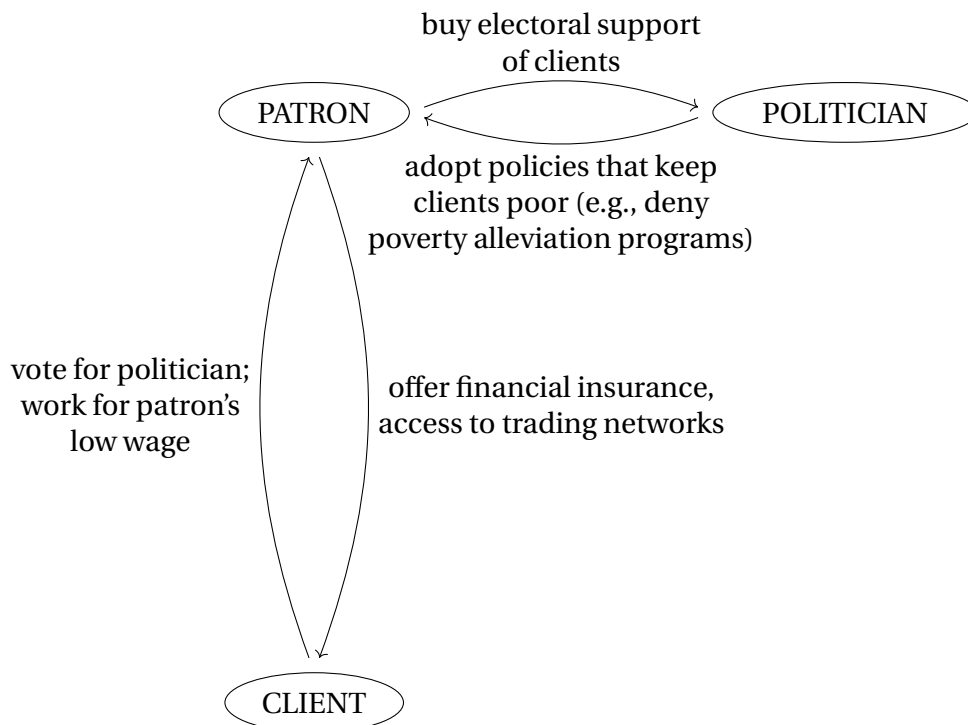 buy electoral support
of clients
PATRON
POLITICIAN
adopt policies that keep
clients poor (e.g., deny
poverty alleviation programs)
vote for politician;
work for patron’s
low wage
offer financial insurance,
access to trading networks
CLIENT